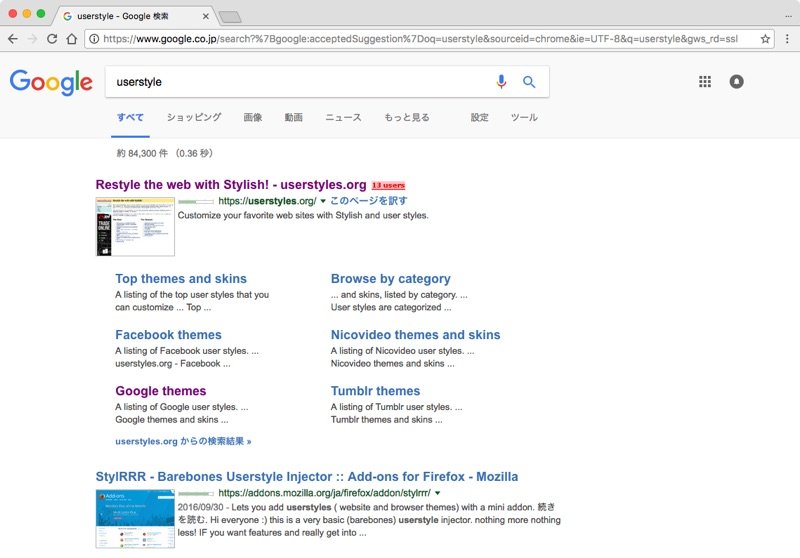 userstyle - Google 検索
https://www.google.co.jp/search?%7Bgoogle:acceptedSuggestion%7Doq=userstyle&sourceid=chrome&ie=UTF-8&q=userstyle&gws_rd=ssl
Google
userstyle
すべて ショッピング 画像 動画 ニュース もっと見る 設定 ツール
約 84,300 件 （0.36 秒）
Restyle the web with Stylish! - userstyles.org 13 users
https://userstyles.org/ このページを訳す
Customize your favorite web sites with Stylish and user styles.
Top themes and skins
A listing of the top user styles that you
can customize ... Top ...
Browse by category
... and skins, listed by category. ...
User styles are categorized ...
Facebook themes
A listing of Facebook user styles. ...
userstyles.org - Facebook ...
Nicovideo themes and skins
A listing of Nicovideo user styles. ...
Nicovideo themes and skins ...
Google themes
A listing of Google user styles. ...
Google themes and skins ...
Tumblr themes
A listing of Tumblr user styles. ...
Tumblr themes and skins ...
userstyles.org からの検索結果 »
StylRRR - Barebones Userstyle Injector :: Add-ons for Firefox - Mozilla
Add-ons
https://addons.mozilla.org/ja/firefox/addon/stylrrr/
2016/09/30 - Lets you add userstyles ( website and browser themes) with a mini addon. 続き
を読む. Hi everyone :) this is a very basic (barebones) userstyle injector. nothing more nothing
less! IF you want features and really get into ...